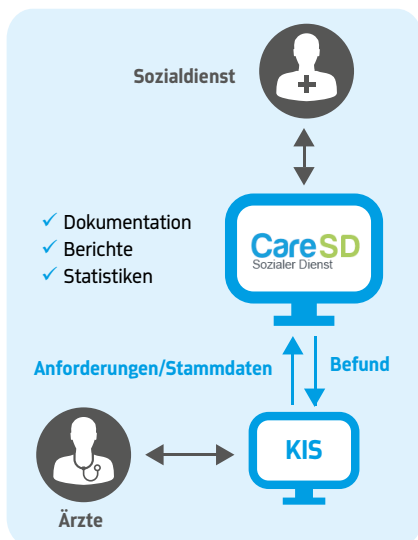 Sozialdienst
✓ Dokumentation
✓ Berichte
✓ Statistiken
CareSD
Sozialer Dienst
Anforderungen/Stammdaten
Befund
KIS
Ärzte